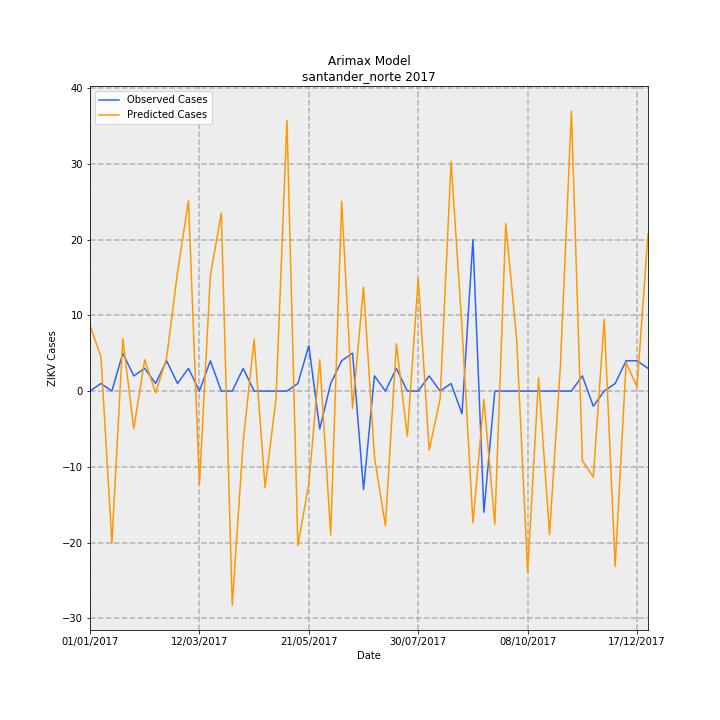 Arimax Model
santander_norte 2017
Observed Cases
Predicted Cases
40
30
20
10
0
−10
−20
−30
ZIKV Cases
01/01/2017
12/03/2017
21/05/2017
30/07/2017
08/10/2017
17/12/2017
Date